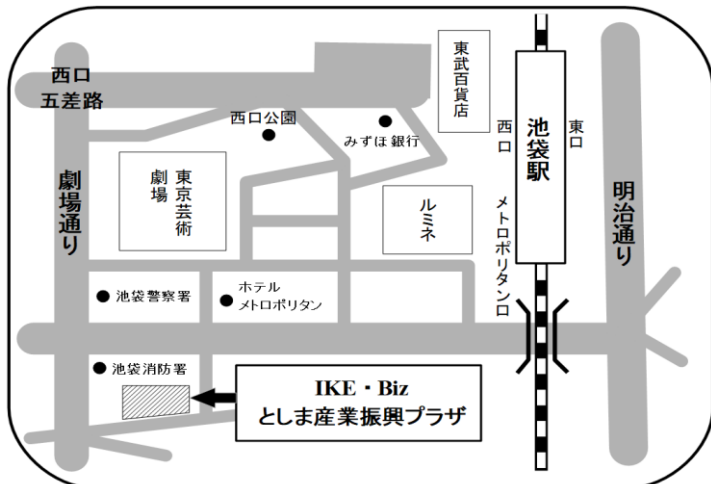 西口
五差路
西口公園
みずほ銀行
東武百貨店
西口
池袋駅
東口
劇場通り
東京芸術
劇場
ルミネ
メトロポリタン口
明治通り
池袋警察署
ホテル
メトロポリタン
池袋消防署
IKE・Biz
としま産業振興プラザ